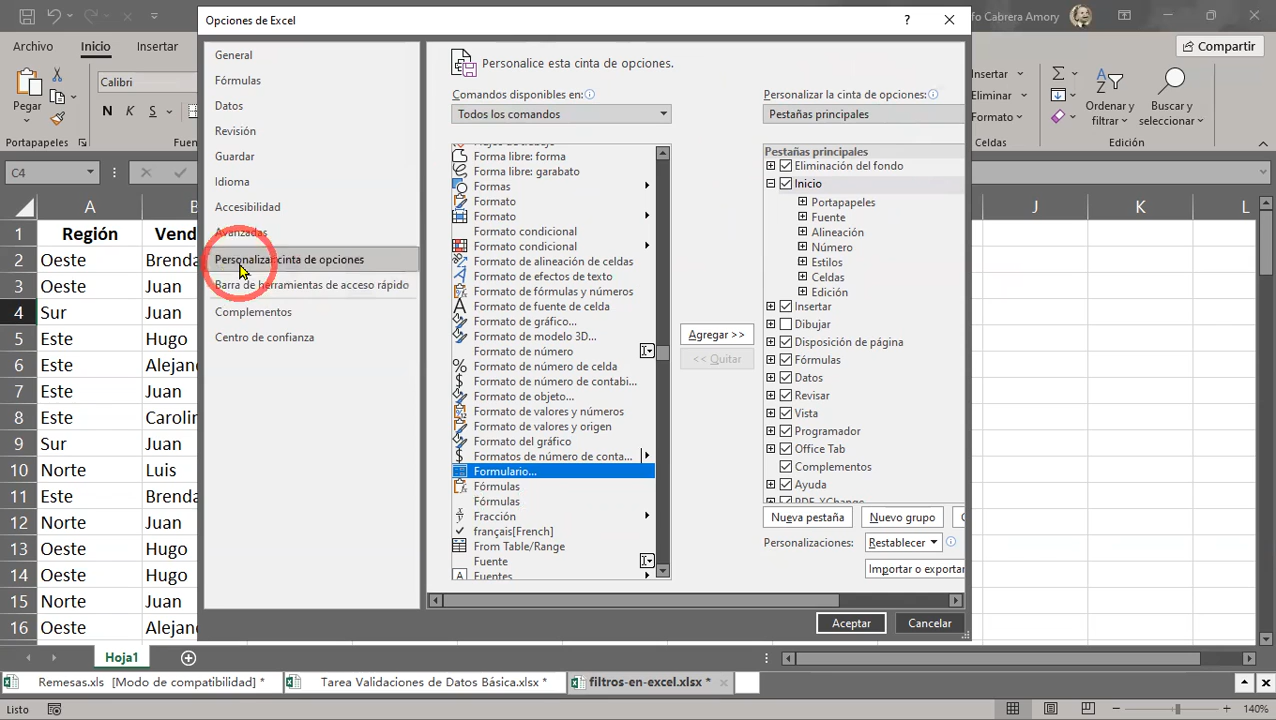 Opciones de Excel
?
fo Cabrera Amory
Archivo
Inicio
Insertar
Compartir
Pegar
Portapapeles
Calibri
N K S
Insertar
Eliminar
Formato
Celdas
Ordenar y
filtrar
Buscar y
seleccionar
Edición
C4
General
Fórmulas
Datos
Revisión
Guardar
Idioma
Accesibilidad
Avanzadas
Personalizar cinta de opciones
Barra de herramientas de acceso rápido
Complementos
Centro de confianza
Personalice esta cinta de opciones.
Comandos disponibles en:
Todos los comandos
Forma libre: forma
Forma libre: garabato
Formas
Formato
Formato
Formato condicional
Formato condicional
Formato de alineación de celdas
Formato de efectos de texto
Formato de fórmulas y números
Formato de fuente de celda
Formato de gráfico...
Formato de modelo 3D...
Formato de número
Formato de número de celda
Formato de número de contabi...
Formato de objeto...
Formato de valores y números
Formato de valores y origen
Formato del gráfico
Formatos de número de conta...
Formulario...
Fórmulas
Fórmulas
Fracción
français[French]
From Table/Range
Fuente
Fuentes
Agregar >>
<< Quitar
Personalizar la cinta de opciones:
Pestañas principales
Pestañas principales
Eliminación del fondo
Inicio
Portapapeles
Fuente
Alineación
Número
Estilos
Celdas
Edición
Insertar
Dibujar
Disposición de página
Fórmulas
Datos
Revisar
Vista
Programador
Office Tab
Complementos
Ayuda
PDF-XChange
Nueva pestaña
Nuevo grupo
Personalizaciones:
Restablecer
Importar o exportar
Aceptar
Cancelar
A B J K L
1 Región Vend
2 Oeste Brenda
3 Oeste Juan
4 Sur Juan
5 Este Hugo
6 Este Alejan
7 Este Juan
8 Este Carolin
9 Sur Juan
10 Norte Luis
11 Este Brenda
12 Norte Juan
13 Oeste Hugo
14 Oeste Hugo
15 Norte Juan
16 Oeste Alejan
Hoja1
Remesas.xls [Modo de compatibilidad] *
Tarea Validaciones de Datos Básica.xlsx *
filtros-en-excel.xlsx *
Listo
140%